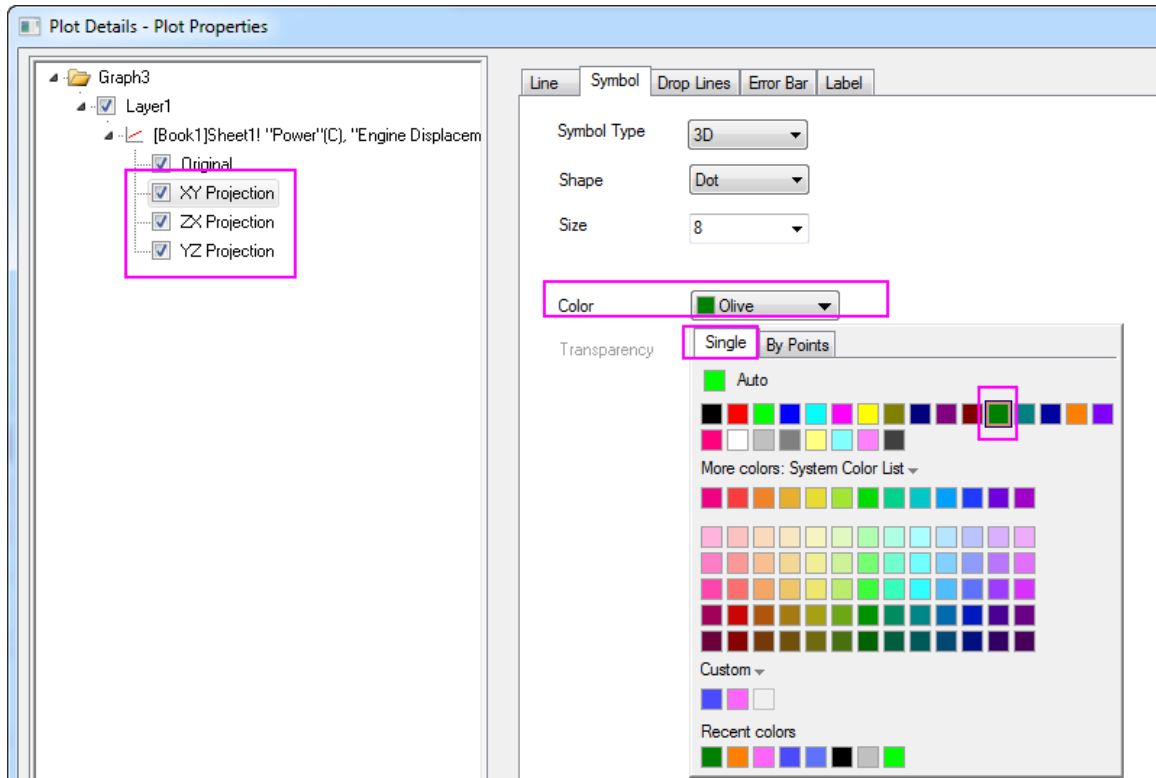 Plot Details - Plot Properties
Graph3
Layer1
[Book1]Sheet1! "Power"(C), "Engine Displacem
Original
XY Projection
ZX Projection
YZ Projection
Line Symbol Drop Lines Error Bar Label
Symbol Type 3D
Shape Dot
Size 8
Color Olive
Transparency
Single By Points
Auto
More colors: System Color List
Custom
Recent colors